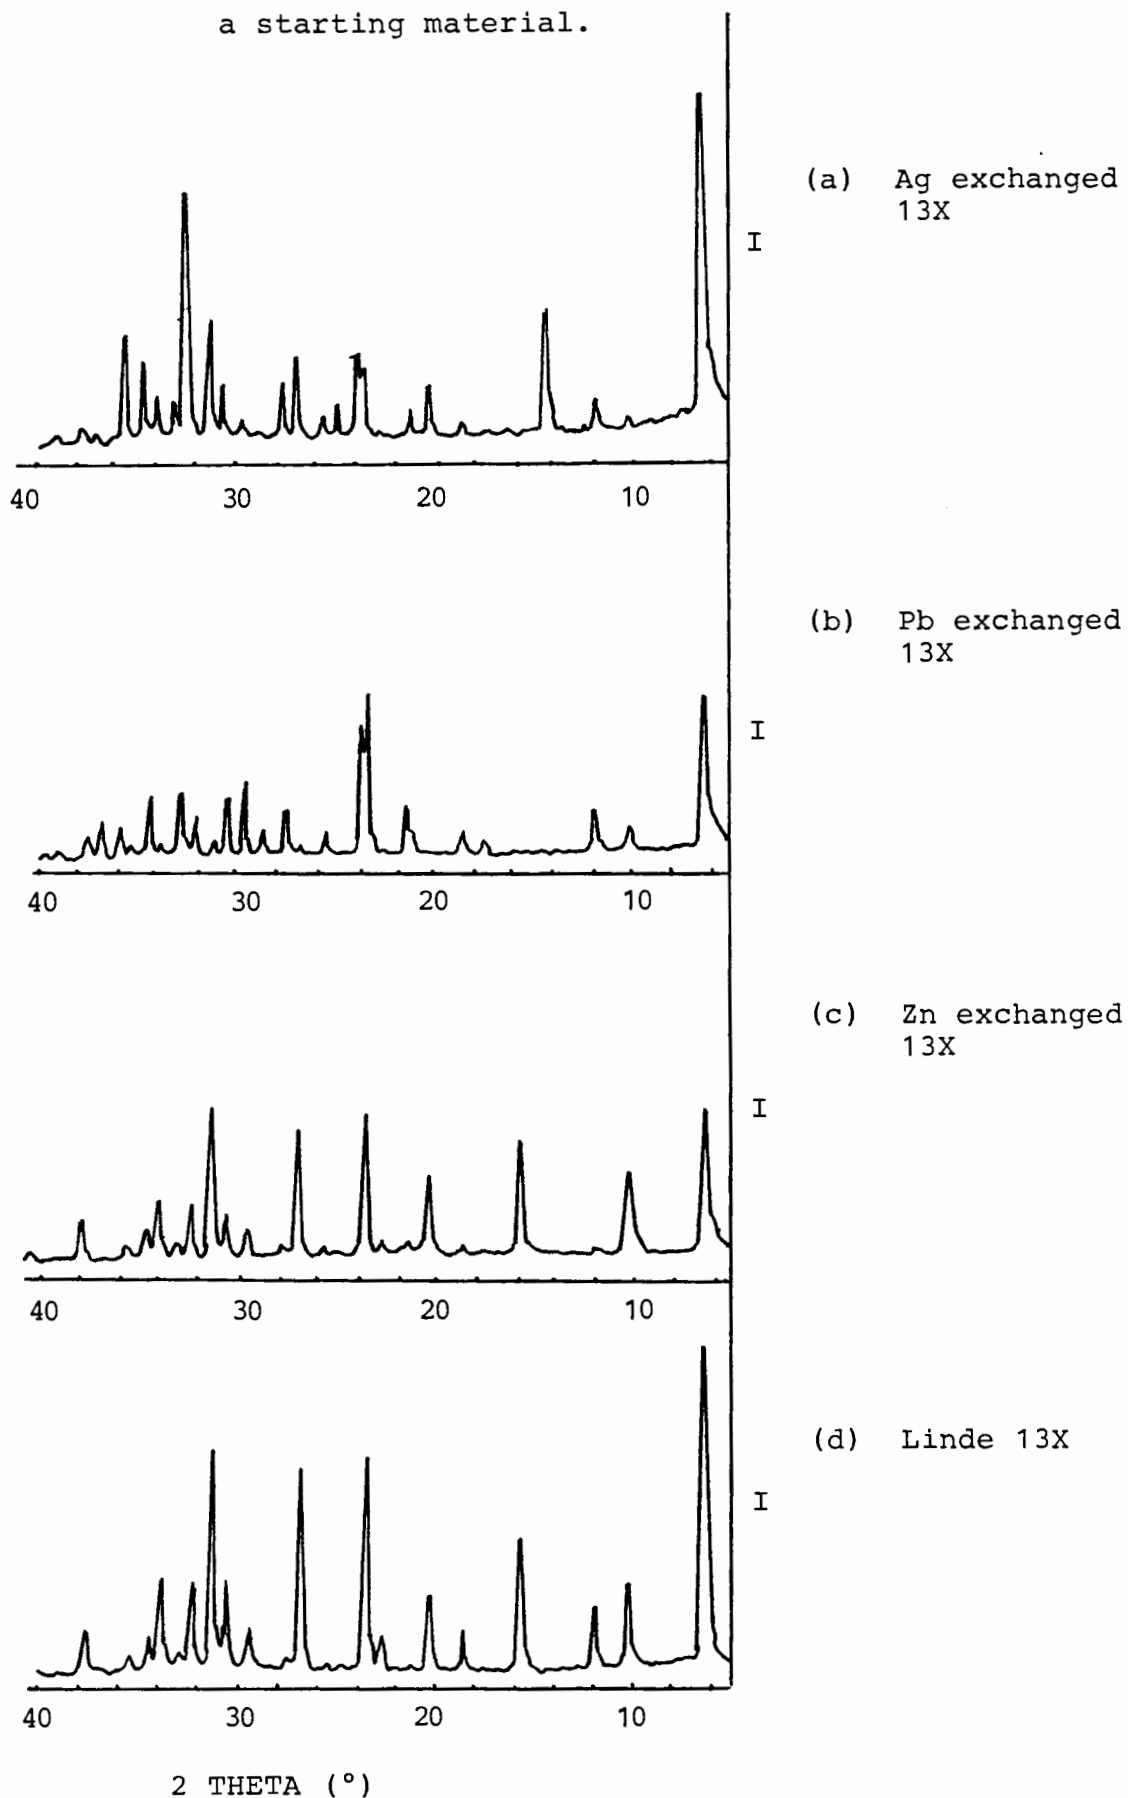 a starting material.
(a) Ag exchanged
13X
I
40 30 20 10
(b) Pb exchanged
13X
I
40 30 20 10
(c) Zn exchanged
13X
I
40 30 20 10
(d) Linde 13X
I
40 30 20 10
2 THETA (°)